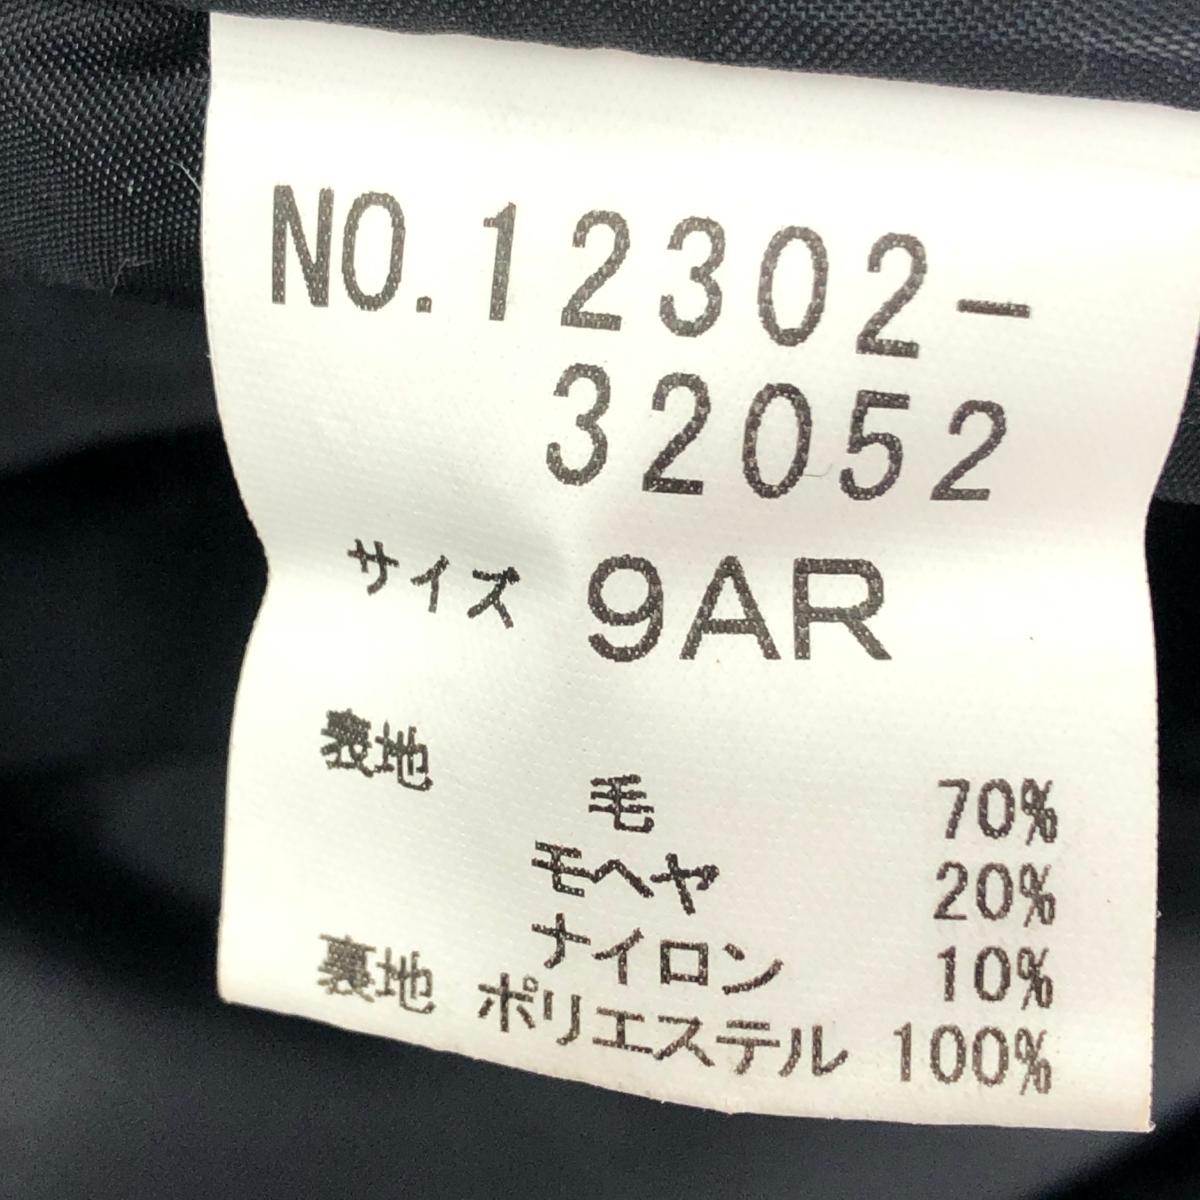 NO.12302-
32052
サイズ 9AR
表地
毛 70%
モヘヤ 20%
ナイロン 10%
裏地 ポリエステル 100%